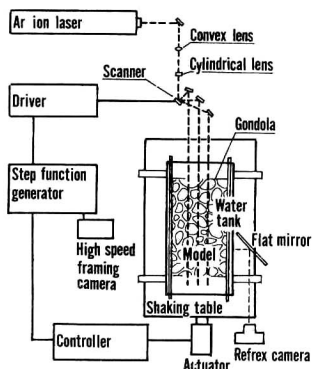 Ar ion laser
Convex lens
Cylindrical lens
Scanner
Driver
Gondola
Step function
generator
Water
tank
Flat mirror
High speed
framing
camera
Model
Shaking table
Controller
Actuator
Refrex camera